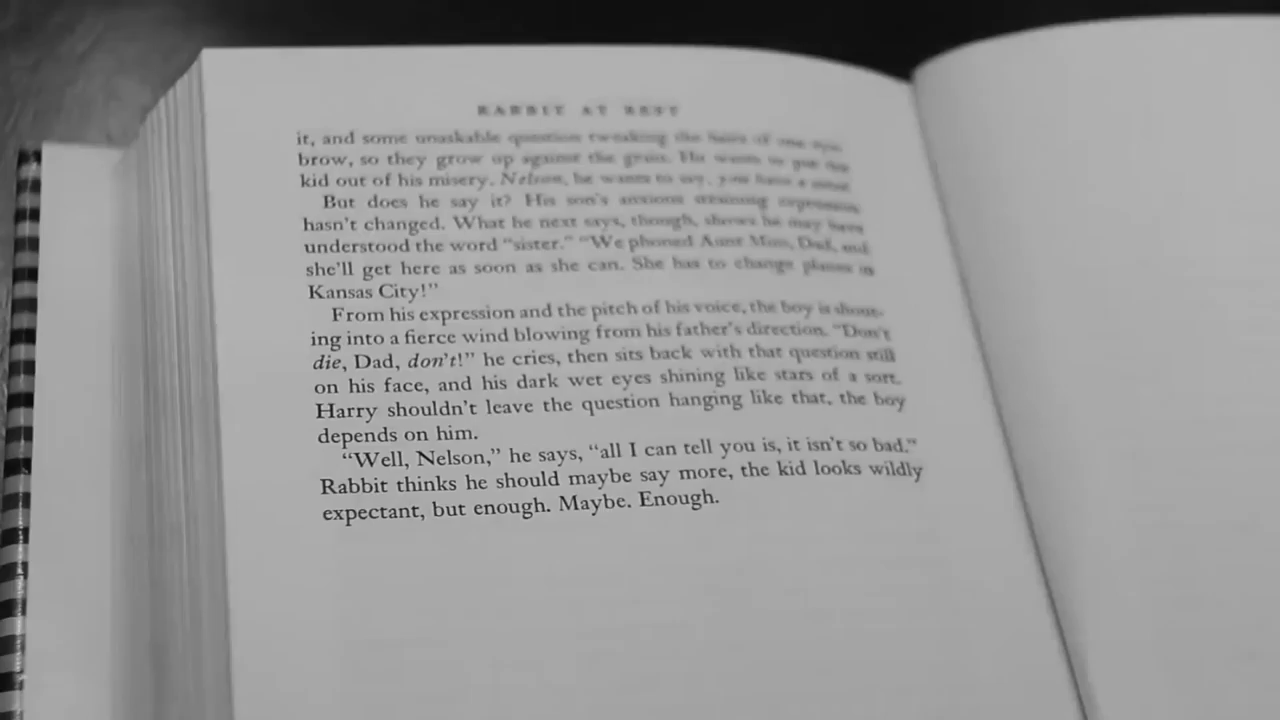 RABBIT AT REST
it, and some unaskable question tweaking the hairs of one eye-
brow, so they grow up against the grain. He wants to put the
kid out of his misery. Nelson, he wants to say, you have a sister.
But does he say it? His son's anxious straining expression
hasn't changed. What he next says, though, shows he may have
understood the word “sister.” “We phoned Aunt Mim, Dad, and
she'll get here as soon as she can. She has to change planes in
Kansas City!”
From his expression and the pitch of his voice, the boy is shout-
ing into a fierce wind blowing from his father's direction. “Don't
die, Dad, don't!” he cries, then sits back with that question still
on his face, and his dark wet eyes shining like stars of a sort.
Harry shouldn't leave the question hanging like that, the boy
depends on him.
“Well, Nelson,” he says, “all I can tell you is, it isn't so bad.”
Rabbit thinks he should maybe say more, the kid looks wildly
expectant, but enough. Maybe. Enough.